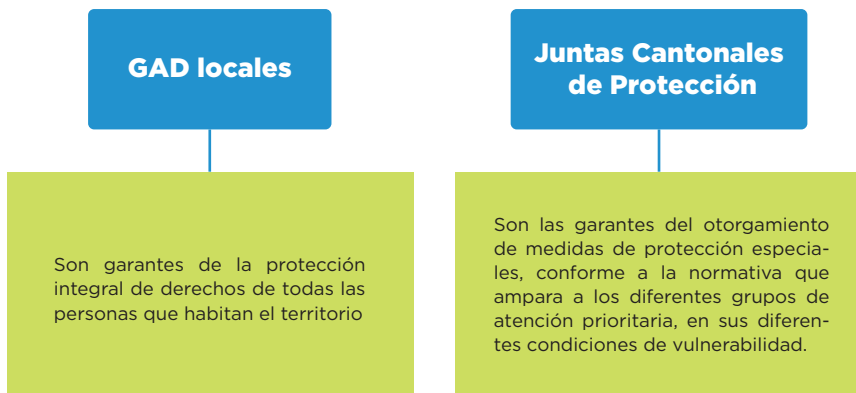 GAD locales
Son garantes de la protección
integral de derechos de todas las
personas que habitan el territorio
Juntas Cantonales
de Protección
Son las garantes del otorgamiento
de medidas de protección especia-
les, conforme a la normativa que
ampara a los diferentes grupos de
atención prioritaria, en sus diferen-
tes condiciones de vulnerabilidad.